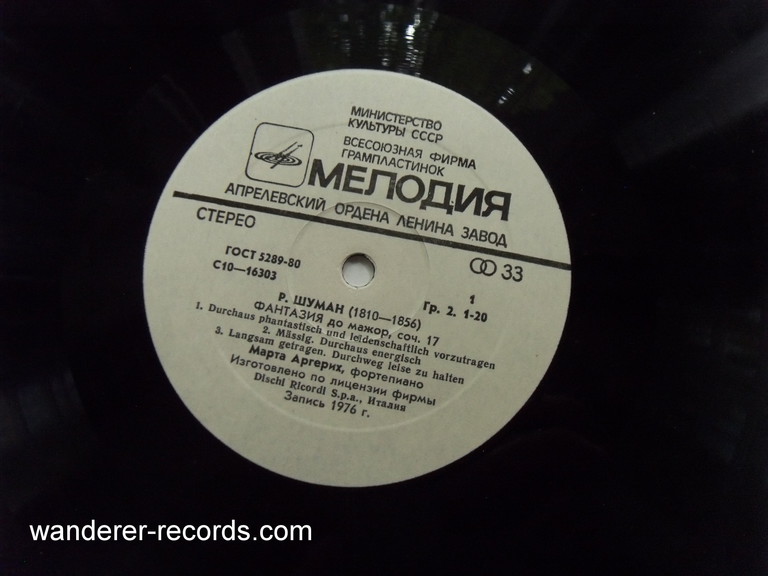 МИНИСТЕРСТВО
КУЛЬТУРЫ СССР
ВСЕСОЮЗНАЯ ФИРМА
ГРАМПЛАСТИНОК
МЕЛОДИЯ
АПРЕЛЕВСКИЙ ОРДЕНА ЛЕНИНА ЗАВОД
СТЕРЕО
33
ГОСТ 5289-80
С10—16303
1
Гр. 2. 1-20
Р. ШУМАН (1810—1856)
ФАНТАЗИЯ до мажор, соч. 17
1. Durchaus phantastisch und leidenschaftlich vorzutragen
2. Mässig. Durchaus energisch
3. Langsam getragen. Durchweg leise zu halten
Марта Аргерих, фортепиано
Изготовлено по лицензии фирмы
Dischi Ricordi S.p.a., Италия
Запись 1976 г.
wanderer-records.com